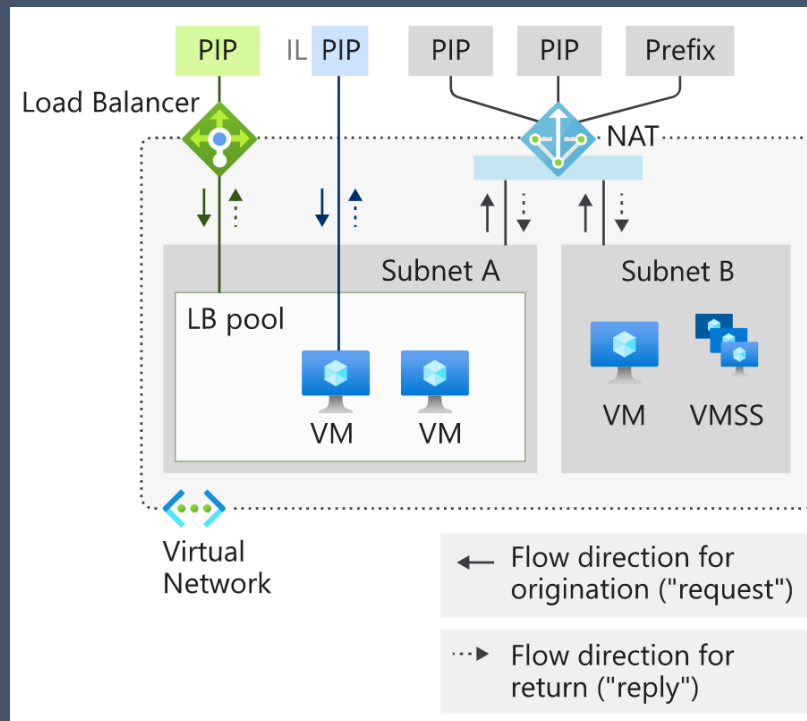 PIP
IL PIP
PIP
PIP
Prefix
Load Balancer
NAT
Subnet A
Subnet B
LB pool
VM
VM
VM
VMSS
Virtual
Network
Flow direction for
origination ("request")
Flow direction for
return ("reply")